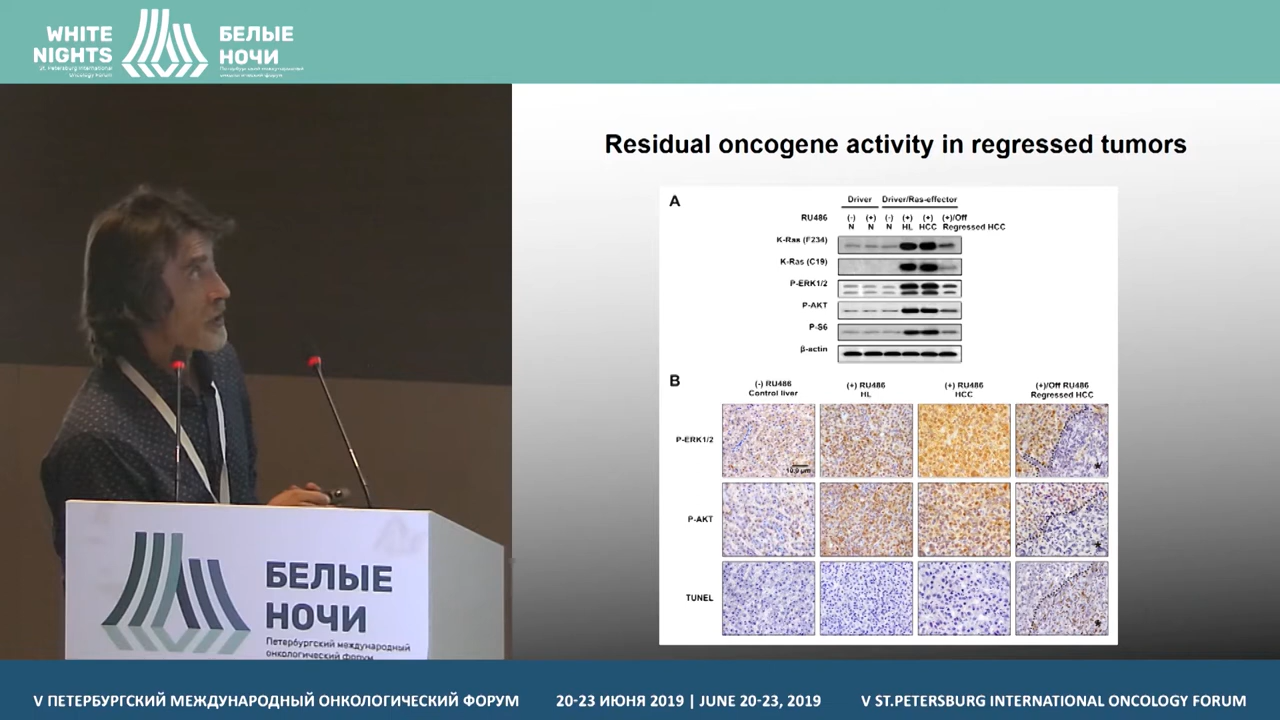 WHITE
NIGHTS
St. Petersburg International
Oncology Forum
БЕЛЫЕ
НОЧИ
Петербургский международный
онкологический форум
Residual oncogene activity in regressed tumors
A
Driver Driver/Ras-effector
RU486 (-) (+) (-) (+) (+) (+)/Off
N N N HL HCC Regressed HCC
K-Ras (F234)
K-Ras (C19)
P-ERK1/2
P-AKT
P-S6
β-actin
B
(-) RU486 (+) RU486 (+) RU486 (+)/Off RU486
Control liver HL HCC Regressed HCC
P-ERK1/2
10.0 μm
*
P-AKT
*
TUNEL
*
БЕЛЫЕ
НОЧИ
Петербургский международный
онкологический форум
V ПЕТЕРБУРГСКИЙ МЕЖДУНАРОДНЫЙ ОНКОЛОГИЧЕСКИЙ ФОРУМ 20-23 ИЮНЯ 2019 | JUNE 20-23, 2019 V ST.PETERSBURG INTERNATIONAL ONCOLOGY FORUM